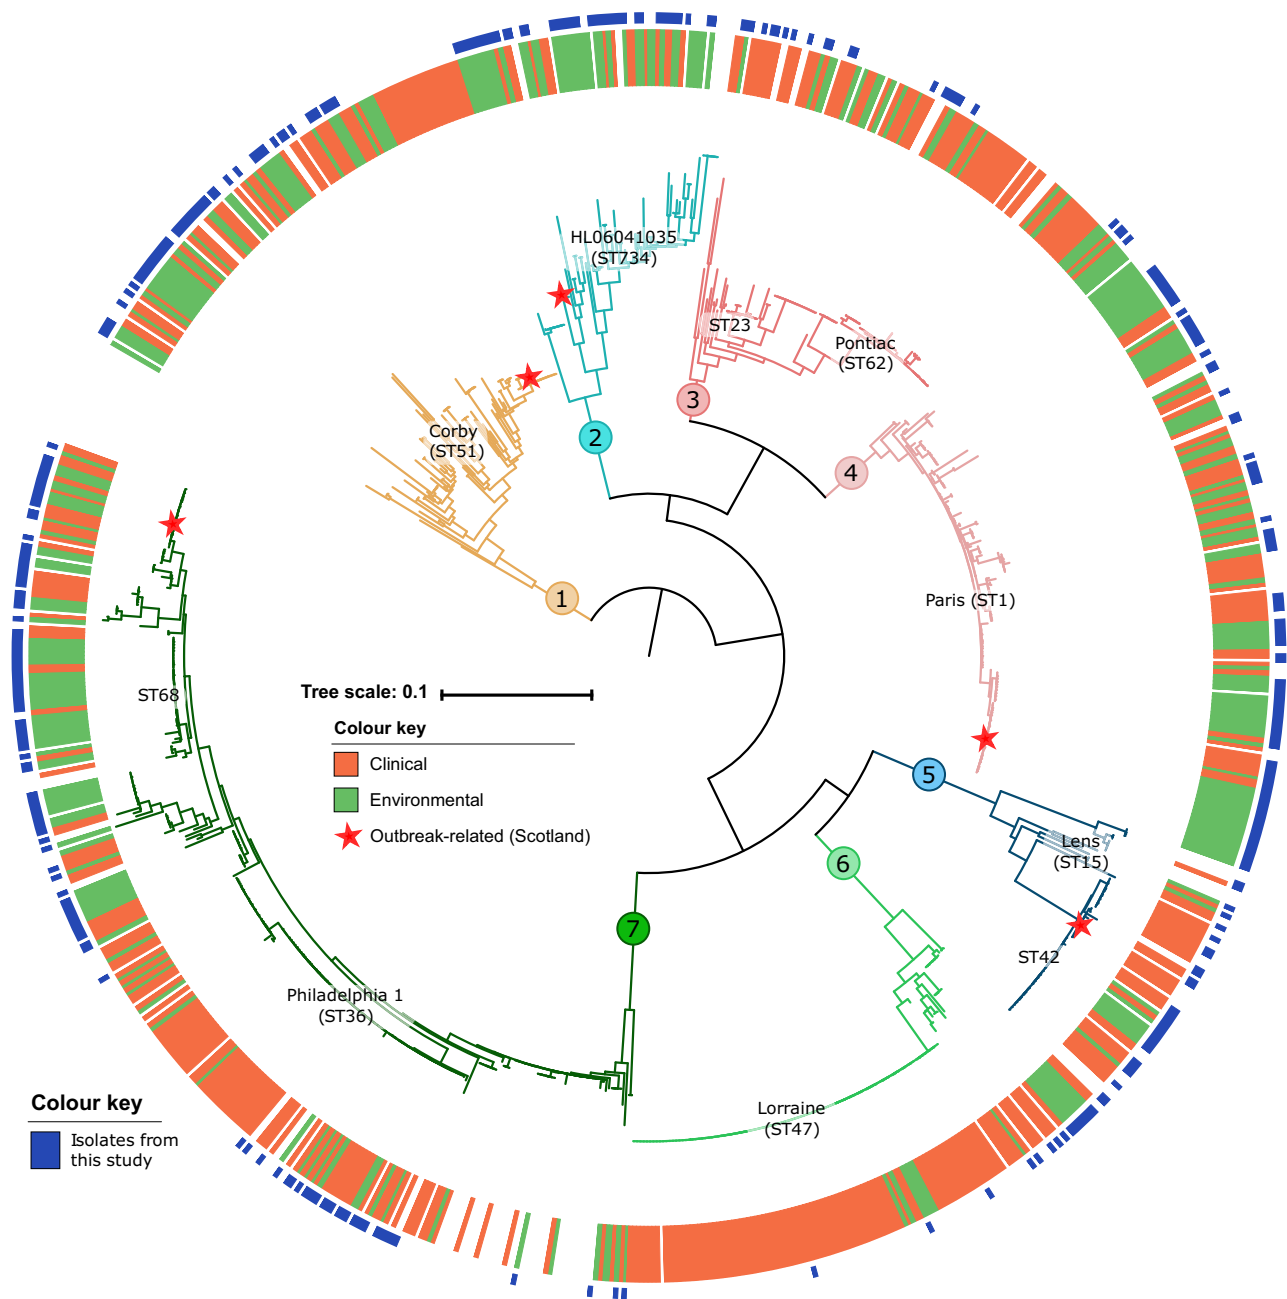 HL06041035
(ST734)
ST23
Pontiac
(ST62)
3
Corby
(ST51)
2
4
1
Paris (ST1)
ST68
Tree scale: 0.1
Colour key
Clinical
Environmental
Outbreak-related (Scotland)
5
Lens
(ST15)
6
7
ST42
Philadelphia 1
(ST36)
Lorraine
(ST47)
Colour key
Isolates from
this study